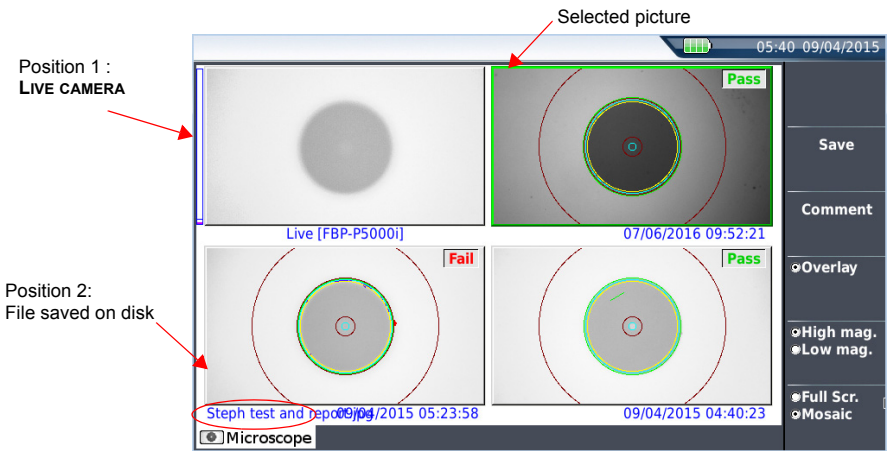 Selected picture
05:40 09/04/2015
Position 1 :
LIVE CAMERA
Pass
Save
Comment
Live [FBP-P5000i]
07/06/2016 09:52:21
Fail
Pass
Overlay
Position 2:
File saved on disk
High mag.
Low mag.
Full Scr.
Mosaic
Steph test and report.jpg
09/04/2015 05:23:58
09/04/2015 04:40:23
Microscope